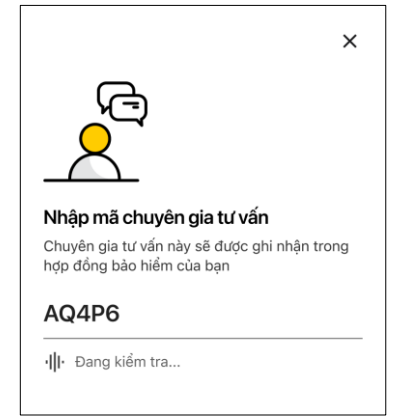 Nhập mã chuyên gia tư vấn
Chuyên gia tư vấn này sẽ được ghi nhận trong
hợp đồng bảo hiểm của bạn
AQ4P6
Đang kiểm tra...